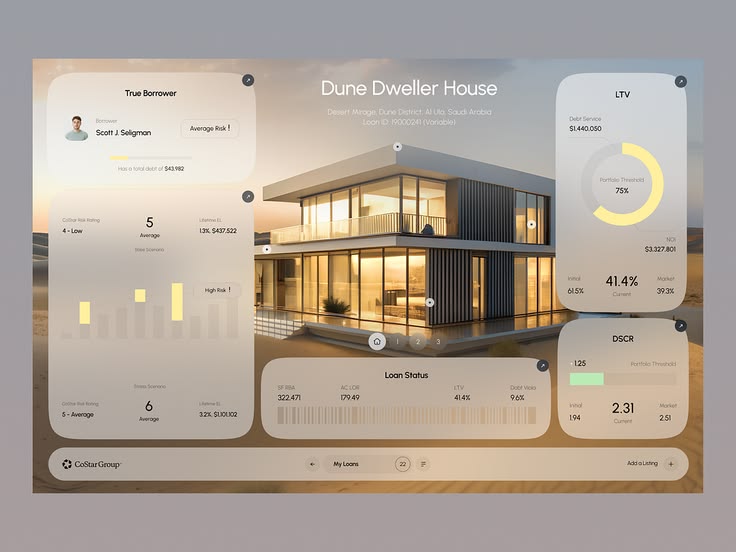 Dune Dweller House
Desert Mirage, Dune District, Al Ula, Saudi Arabia
Loan ID: 19000241 (Variable)
True Borrower
Borrower
Scott J. Seligman
Average Risk !
Has a total debt of $43,982
CoStar Risk Rating
4 - Low
5
Average
Lifetime EL
1.3%, $437,522
High Risk !
CoStar Risk Rating
5 - Average
6
Average
Lifetime EL
3.2%, $1,101,102
Loan Status
SF RBA
322,471
AC LOR
179.49
LTV
41.4%
9.6%
1
2
3
LTV
Debt Service
$1,440,050
Portfolio Threshold
75%
NOI
$3,327,801
Initial
61.5%
41.4%
Current
Market
39.3%
DSCR
1.25
Portfolio Threshold
Initial
1.94
2.31
Current
Market
2.51
CoStar Group
My Loans
22
Add a Listing